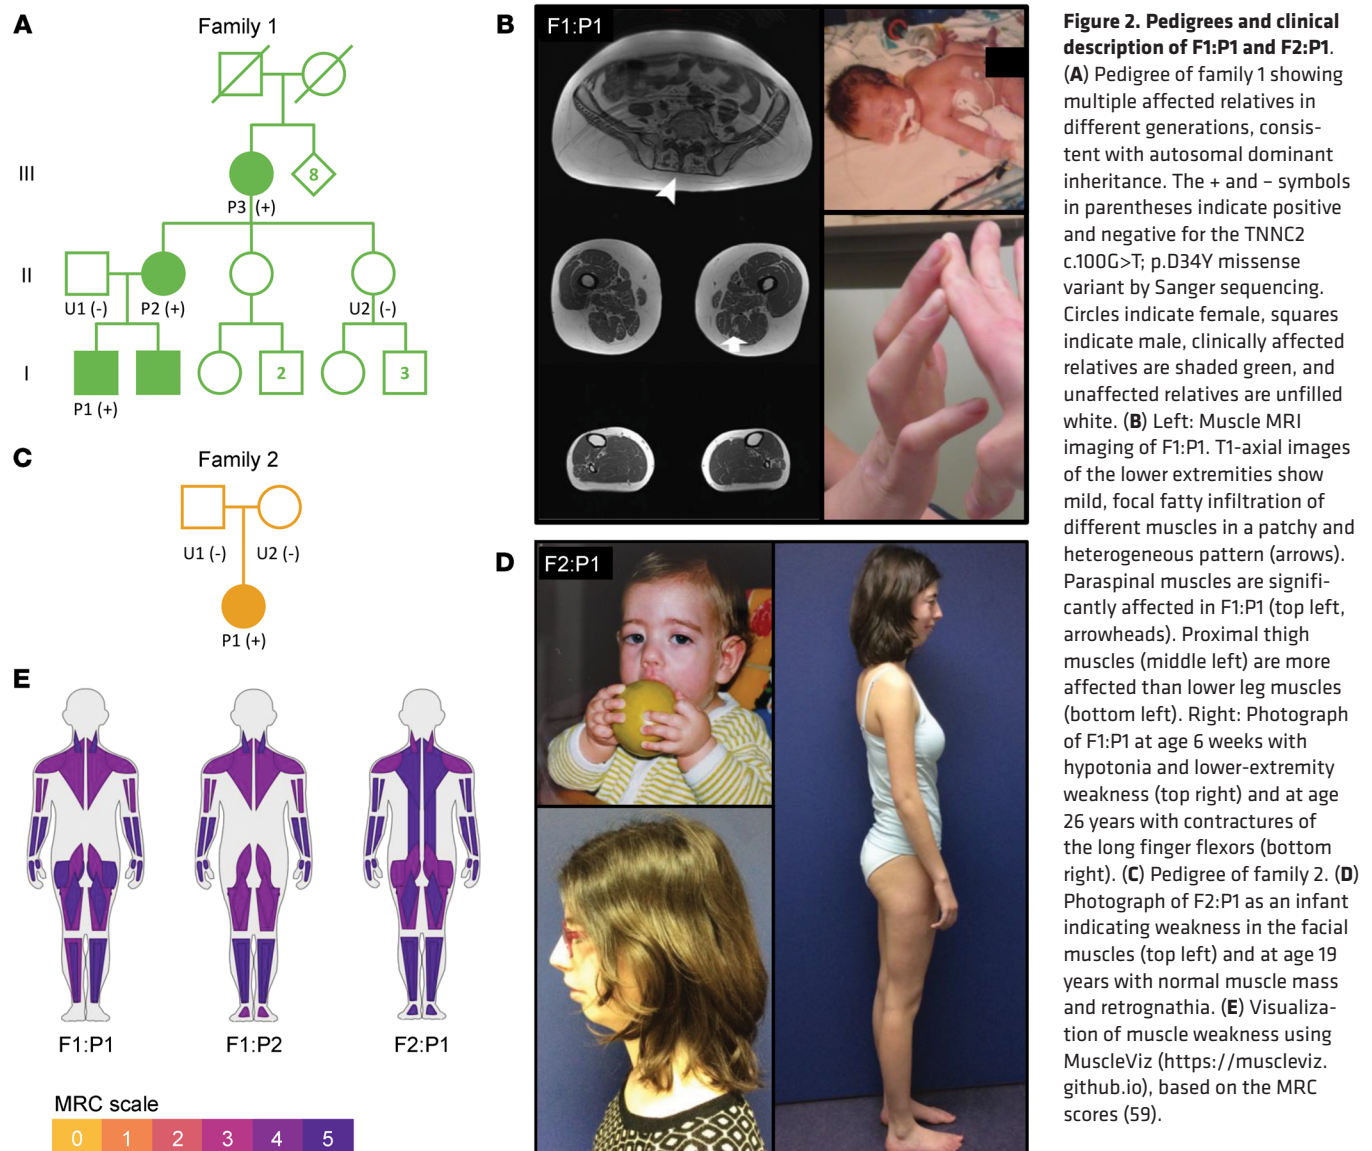 A
Family 1
8
III
P3 (+)
II
U1 (-)
P2 (+)
U2 (-)
2
3
I
P1 (+)
C
Family 2
U1 (-)
U2 (-)
P1 (+)
E
F1:P1
F1:P2
F2:P1
MRC scale
0 1 2 3 4 5
B
F1:P1
D
F2:P1
Figure 2. Pedigrees and clinical
description of F1:P1 and F2:P1.
(A) Pedigree of family 1 showing
multiple affected relatives in
different generations, consis-
tent with autosomal dominant
inheritance. The + and – symbols
in parentheses indicate positive
and negative for the TNNC2
c.100G>T; p.D34Y missense
variant by Sanger sequencing.
Circles indicate female, squares
indicate male, clinically affected
relatives are shaded green, and
unaffected relatives are unfilled
white. (B) Left: Muscle MRI
imaging of F1:P1. T1-axial images
of the lower extremities show
mild, focal fatty infiltration of
different muscles in a patchy and
heterogeneous pattern (arrows).
Paraspinal muscles are signifi-
cantly affected in F1:P1 (top left,
arrowheads). Proximal thigh
muscles (middle left) are more
affected than lower leg muscles
(bottom left). Right: Photograph
of F1:P1 at age 6 weeks with
hypotonia and lower-extremity
weakness (top right) and at age
26 years with contractures of
the long finger flexors (bottom
right). (C) Pedigree of family 2. (D)
Photograph of F2:P1 as an infant
indicating weakness in the facial
muscles (top left) and at age 19
years with normal muscle mass
and retrognathia. (E) Visualiza-
tion of muscle weakness using
MuscleViz (https://muscleviz.
github.io), based on the MRC
scores (59).